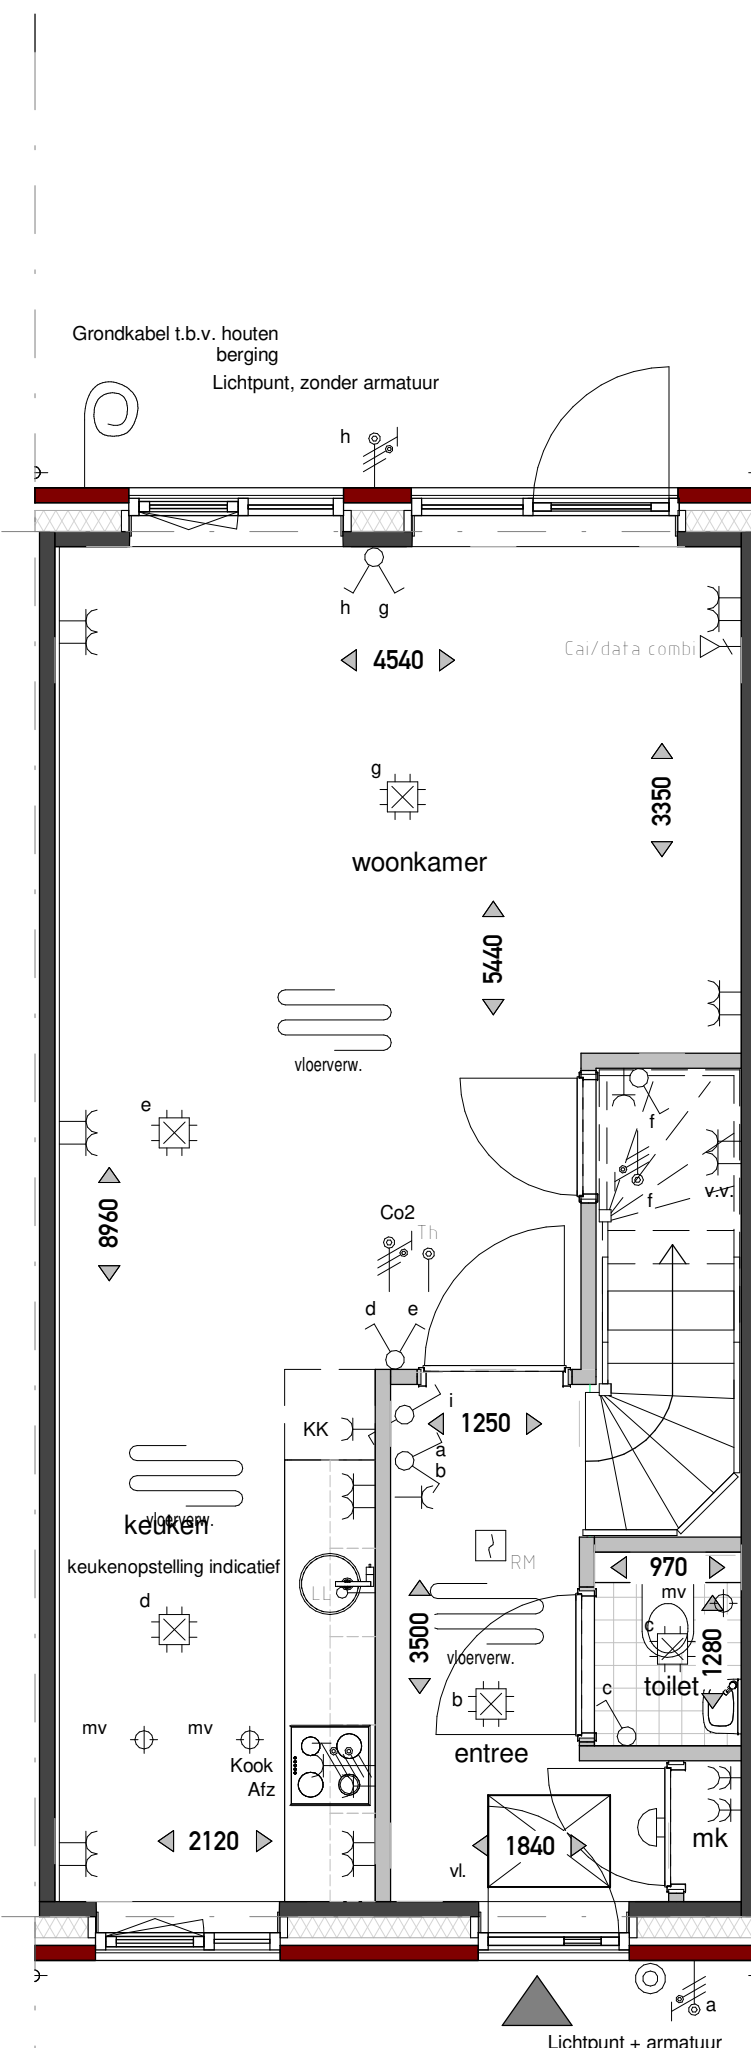 Grondkabel t.b.v. houten
berging
Lichtpunt, zonder armatuur
h
h g
4540
Cai/data combi
g
3350
woonkamer
5440
vloerverw.
e
f
f
v.v.
8960
Co2
Th
d e
i
KK
1250
a
b
vloerverw.
keuken
keukenopstelling indicatief
RM
970
LL
mv
d
3500
c
1280
vloerverw.
toilet
b
c
mv mv
entree
Kook
Afz
2120
1840
mk
vl.
a
Lichtpunt + armatuur